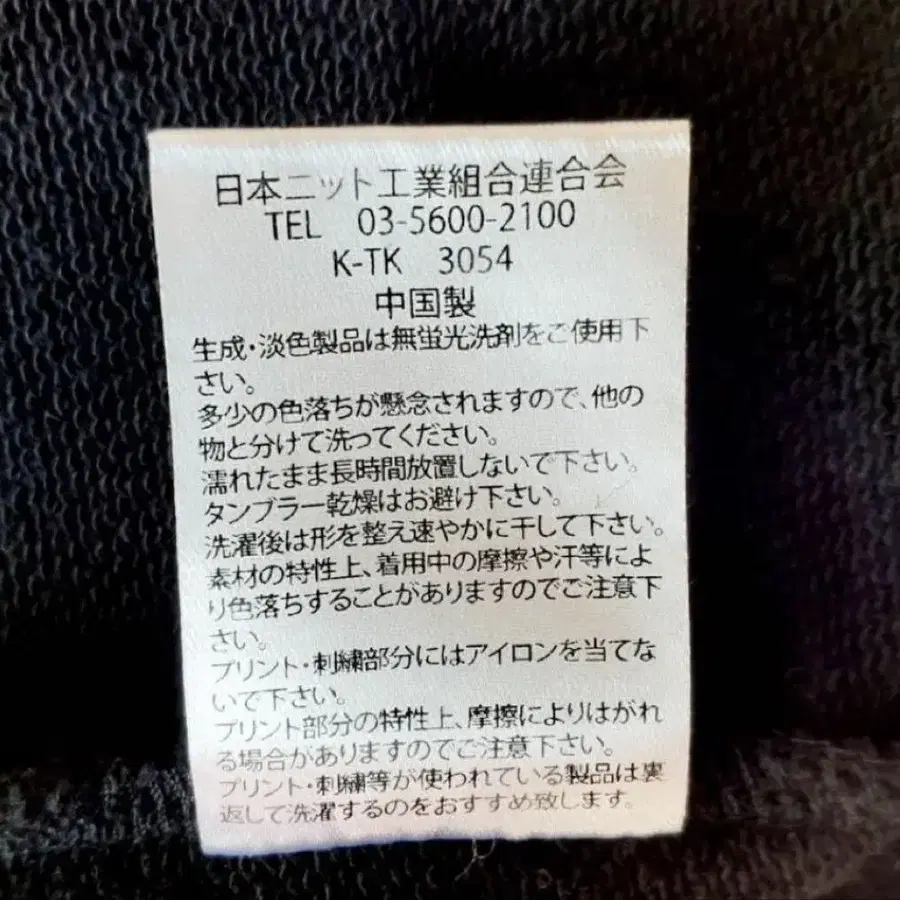 日本ニット工業組合連合会
TEL 03-5600-2100
K-TK 3054
中国製
生成・淡色製品は無蛍光洗剤をご使用下
さい。
多少の色落ちが懸念されますので、他の
物と分けて洗ってください。
濡れたまま長時間放置しないで下さい。
タンブラー乾燥はお避け下さい。
洗濯後は形を整え速やかに干して下さい。
素材の特性上、着用中の摩擦や汗等によ
り色落ちすることがありますのでご注意下
さい。
プリント・刺繍部分にはアイロンを当てな
いで下さい。
プリント部分の特性上、摩擦によりはがれ
る場合がありますのでご注意下さい。
プリント・刺繍等が使われている製品は裏
返して洗濯するのをおすすめ致します。